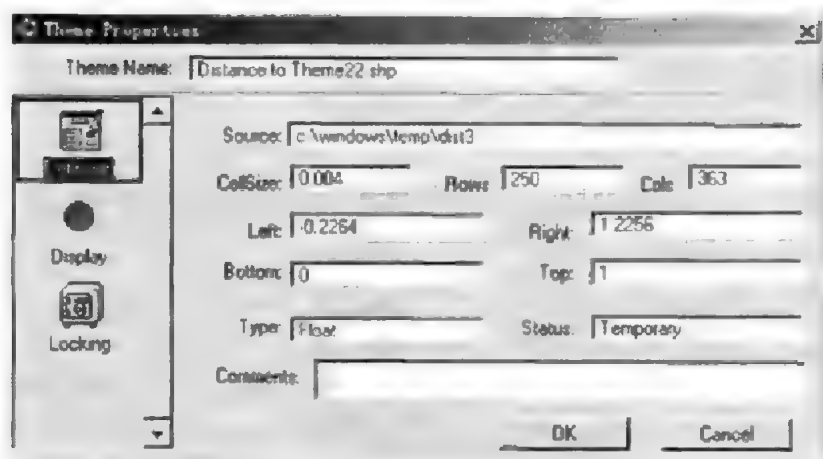 Theme Properties
Theme Name: Distance to Theme22.shp
Source: c:\windows\temp\dist3
CellSize: 0.004 Rows: 250 Cols: 363
Left: -0.2264 Right: 1.2256
Bottom: 0 Top: 1
Type: Float Status: Temporary
Comments:
Display
Locking
OK Cancel